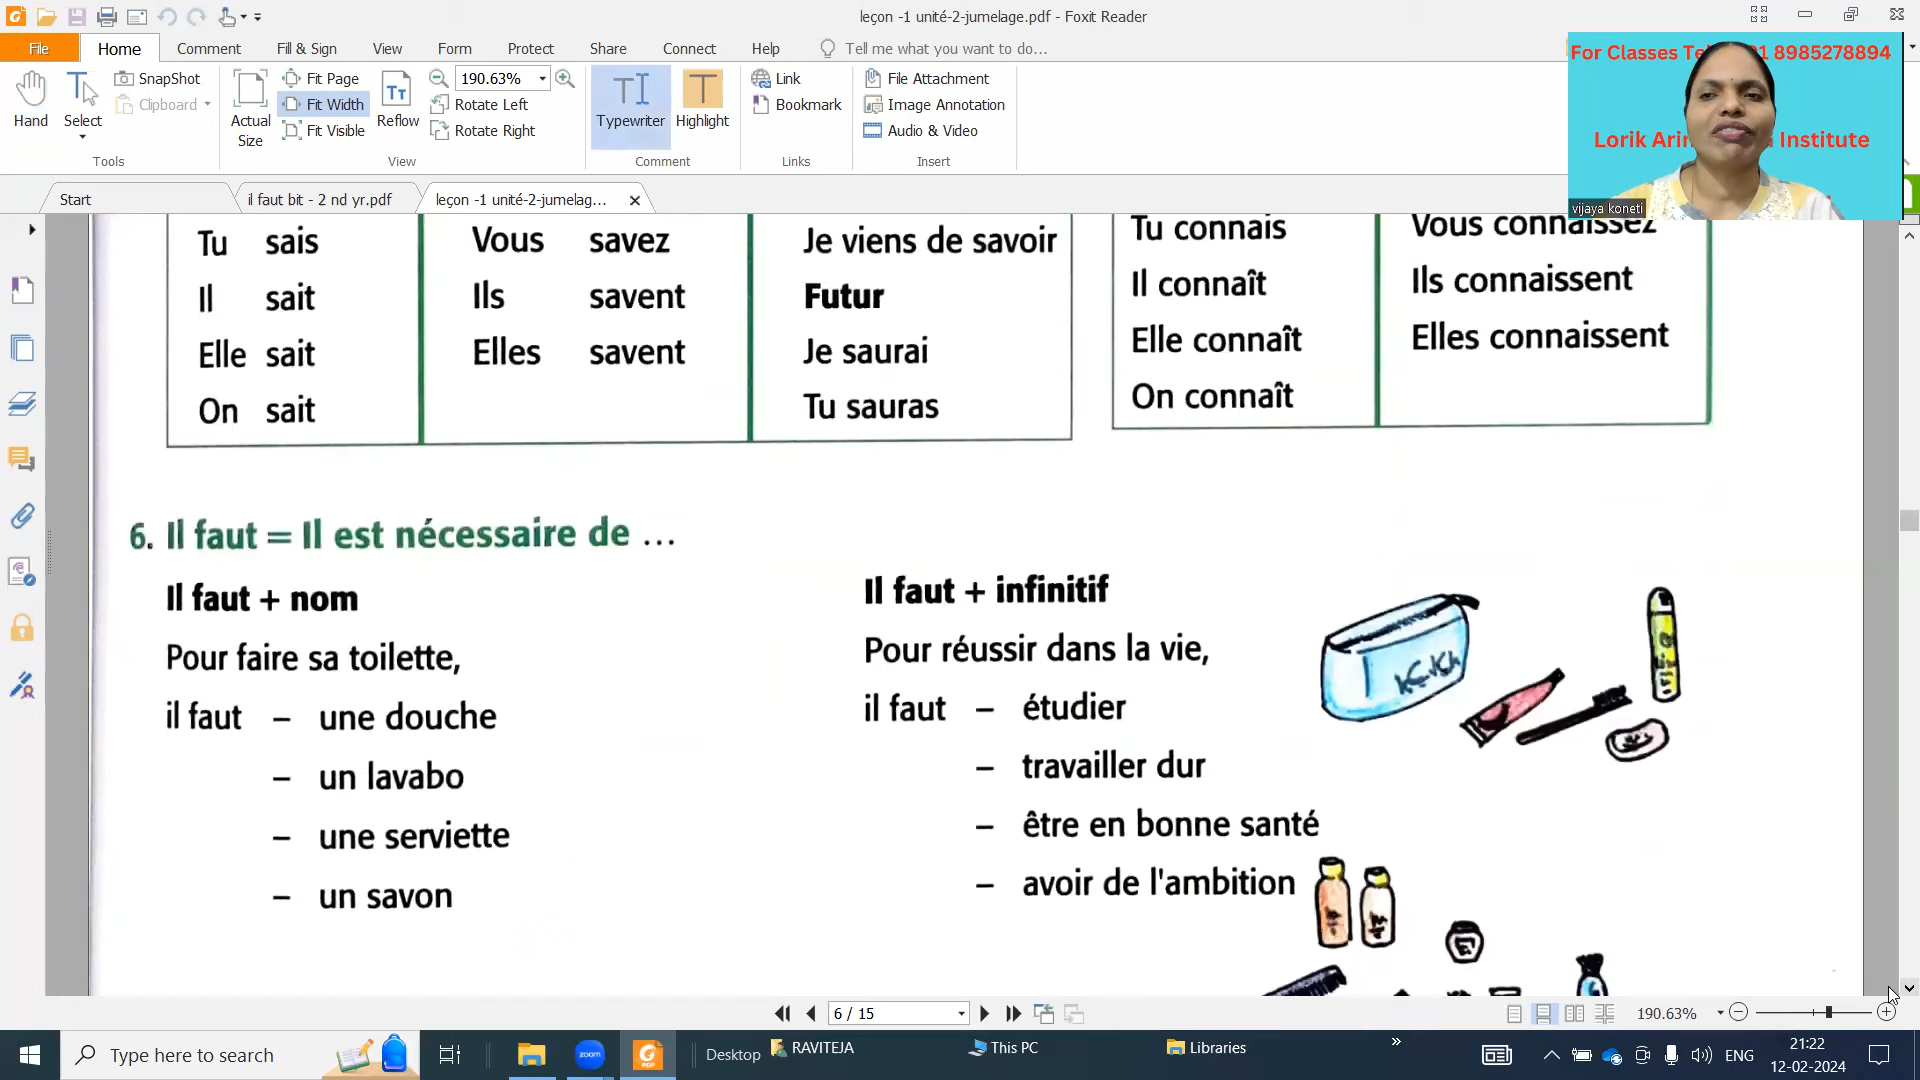 leçon -1 unité-2-jumelage.pdf - Foxit Reader
File Home Comment Fill & Sign View Form Protect Share Connect Help Tell me what you want to do...
Hand
Select
SnapShot
Clipboard
Tools
Actual Size
Fit Page
Fit Width
Fit Visible
Reflow
190.63%
Rotate Left
Rotate Right
View
Typewriter
Highlight
Comment
Link
Bookmark
Links
File Attachment
Image Annotation
Audio & Video
Insert
For Classes
8985278894
Institute
vijaya koneti
Start
il faut bit - 2 nd yr.pdf
leçon -1 unité-2-jumelag...
Tu sais
Il sait
Elle sait
On sait
Vous savez
Ils savent
Elles savent
Je viens de savoir
Futur
Je saurai
Tu sauras
Tu connais
Il connaît
Elle connaît
On connaît
Vous connaissez
Ils connaissent
Elles connaissent
6. Il faut = Il est nécessaire de ...
Il faut + nom
Pour faire sa toilette,
il faut – une douche
– un lavabo
– une serviette
– un savon
Il faut + infinitif
Pour réussir dans la vie,
il faut – étudier
– travailler dur
– être en bonne santé
– avoir de l'ambition
6 / 15
190.63%
Type here to search
zoom
PDF
Desktop
RAVITEJA
This PC
Libraries
»
ENG
21:22
12-02-2024